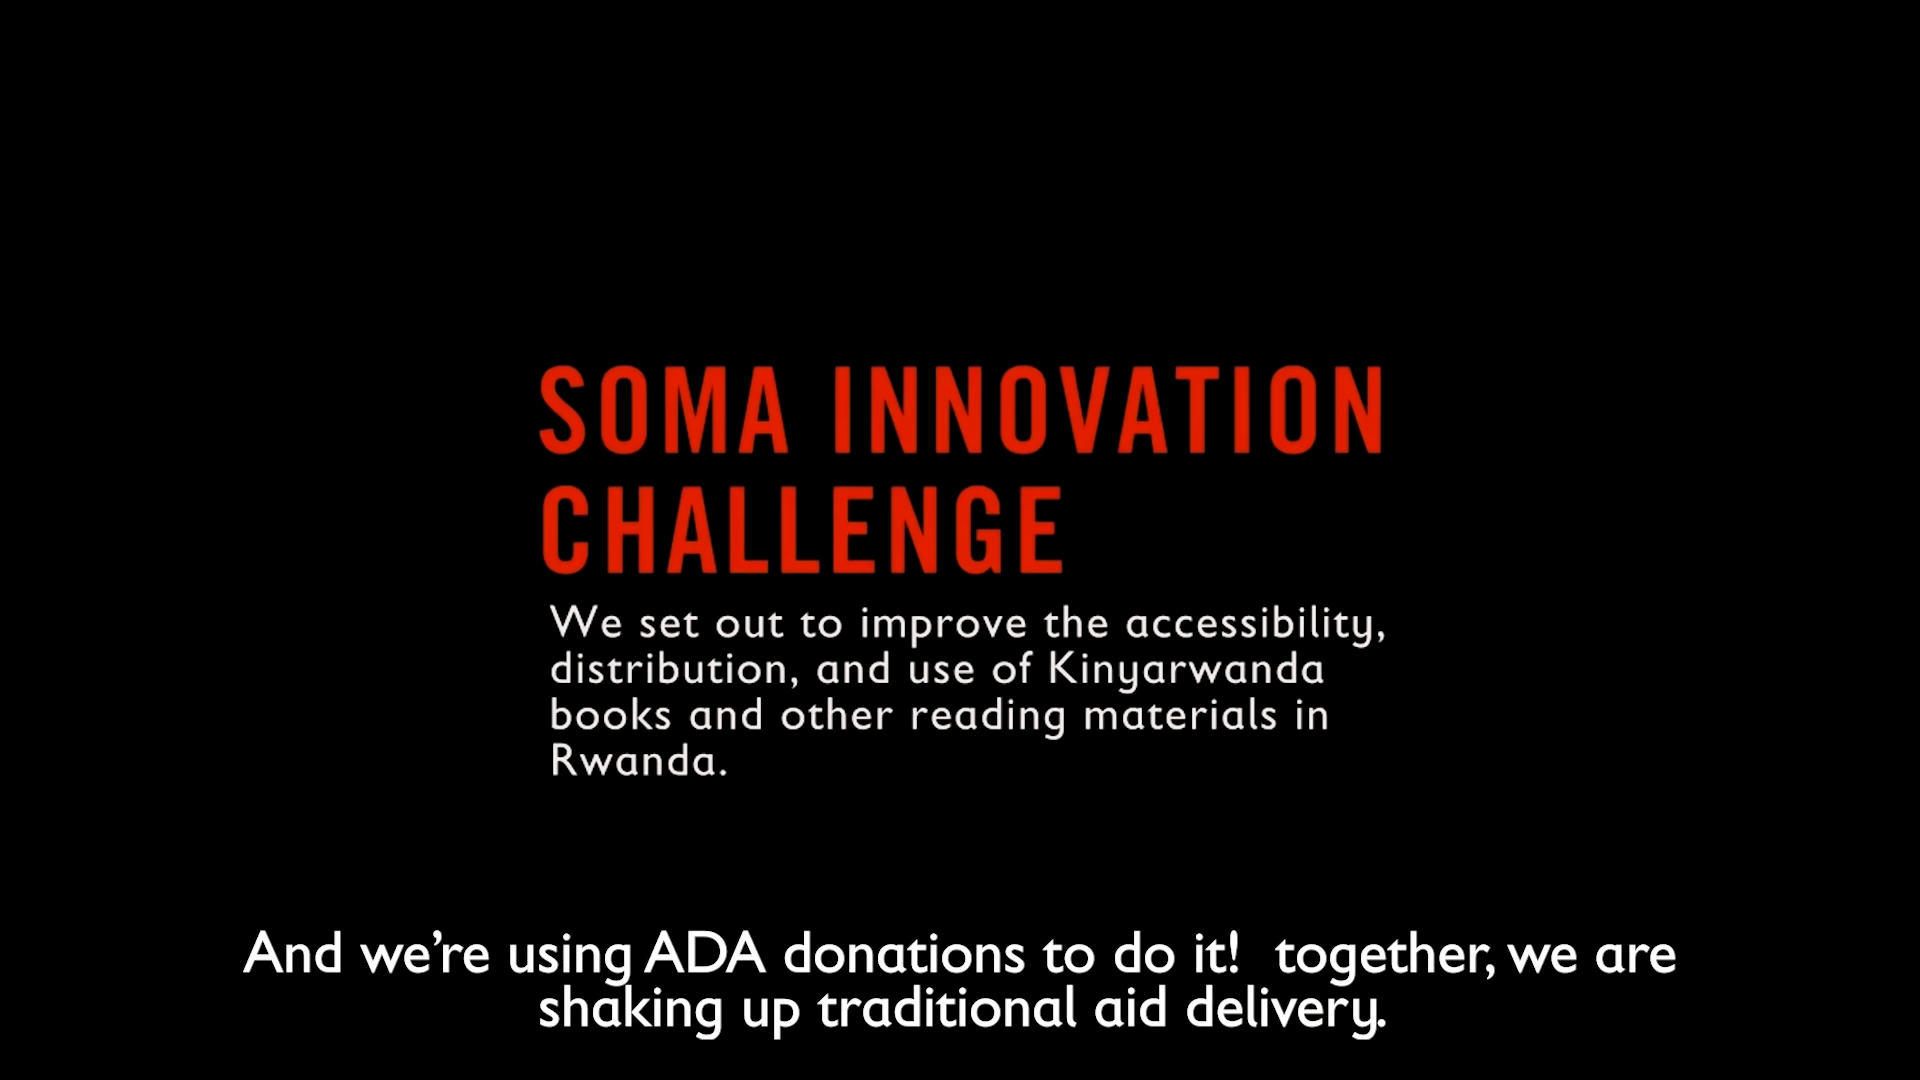 SOMA INNOVATION
CHALLENGE
We set out to improve the accessibility,
distribution, and use of Kinyarwanda
books and other reading materials in
Rwanda.
And we’re using ADA donations to do it!  together, we are
shaking up traditional aid delivery.